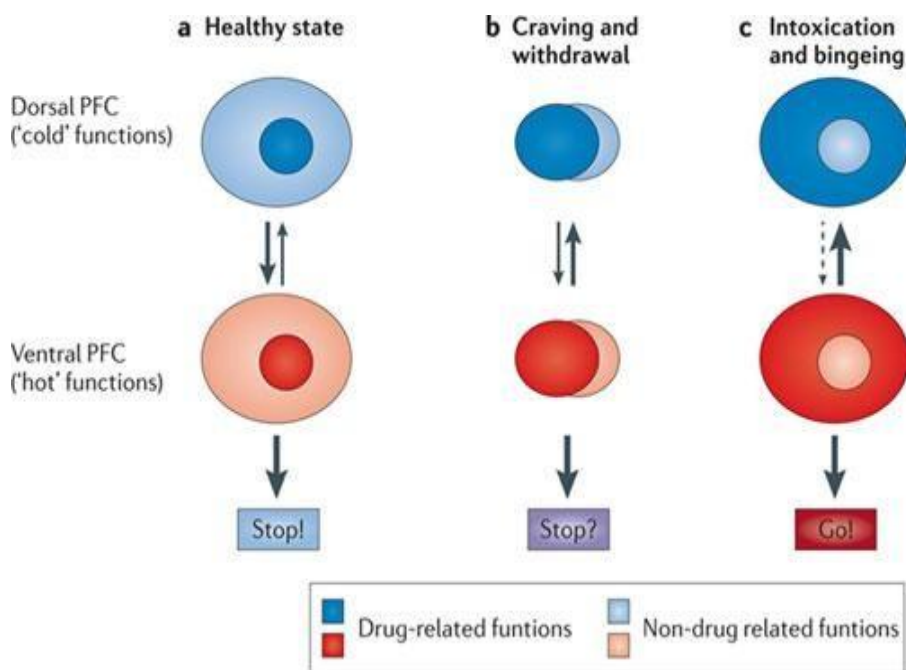 a Healthy state
b Craving and
withdrawal
c Intoxication
and bingeing
Dorsal PFC
('cold' functions)
Ventral PFC
('hot' functions)
Stop!
Stop?
Go!
Drug-related funtions
Non-drug related funtions